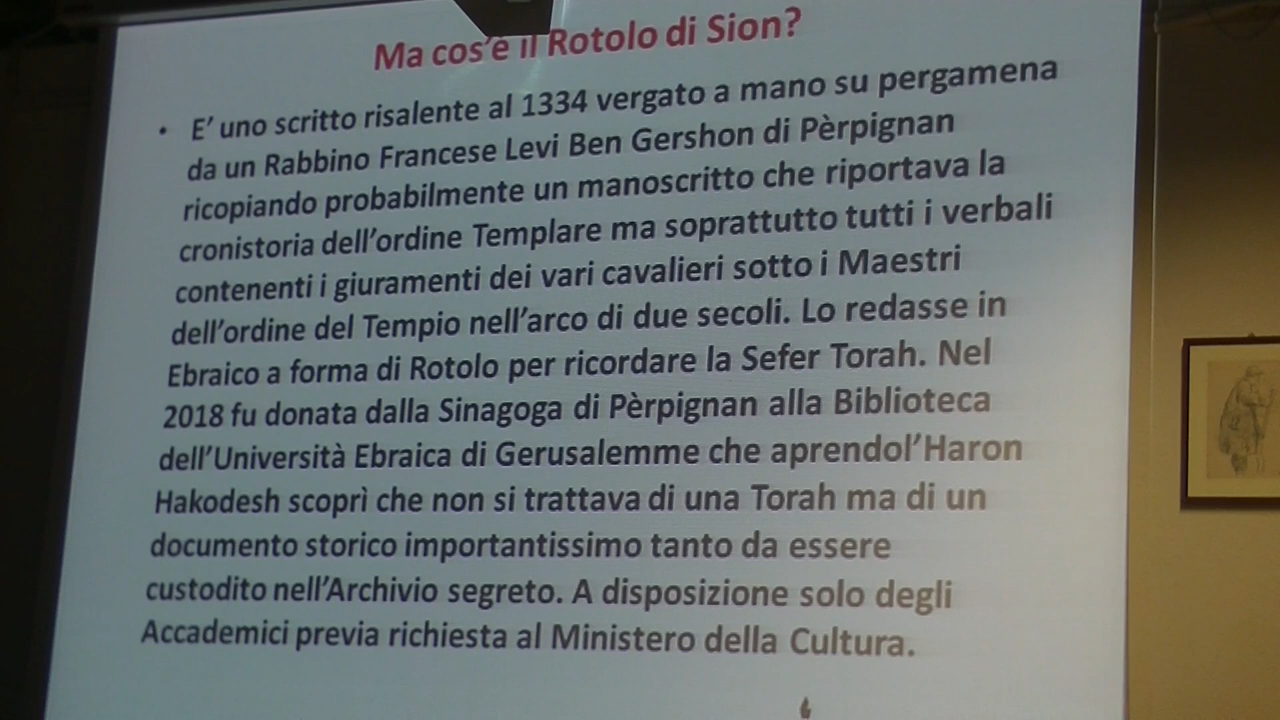 Ma cos'è il Rotolo di Sion?
• E' uno scritto risalente al 1334 vergato a mano su pergamena
da un Rabbino Francese Levi Ben Gershon di Pèrpignan
ricopiando probabilmente un manoscritto che riportava la
cronistoria dell'ordine Templare ma soprattutto tutti i verbali
contenenti i giuramenti dei vari cavalieri sotto i Maestri
dell'ordine del Tempio nell'arco di due secoli. Lo redasse in
Ebraico a forma di Rotolo per ricordare la Sefer Torah. Nel
2018 fu donata dalla Sinagoga di Pèrpignan alla Biblioteca
dell'Università Ebraica di Gerusalemme che aprendol'Haron
Hakodesh scoprì che non si trattava di una Torah ma di un
documento storico importantissimo tanto da essere
custodito nell'Archivio segreto. A disposizione solo degli
Accademici previa richiesta al Ministero della Cultura.